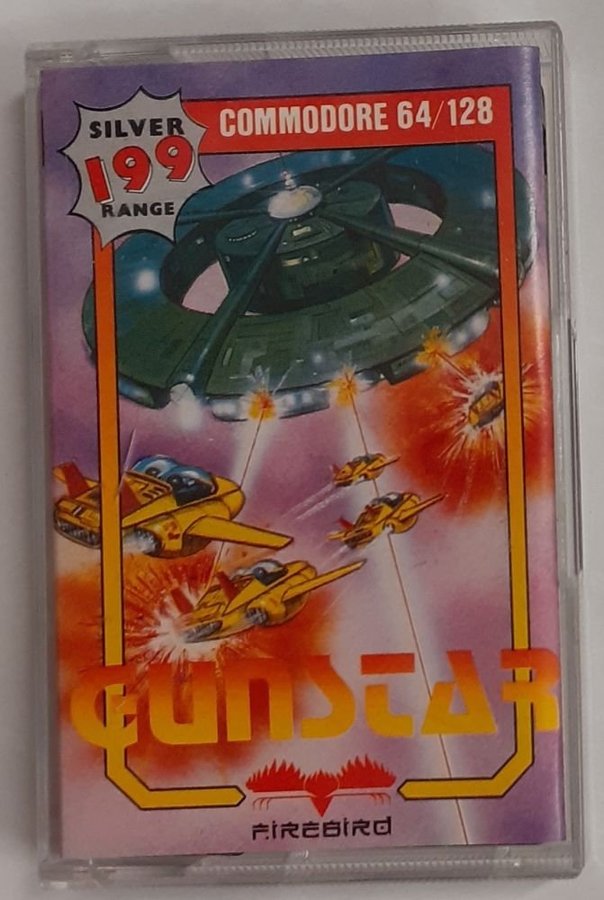 SILVER
199
RANGE
COMMODORE 64/128
GUNSTAR
FIREBIRD